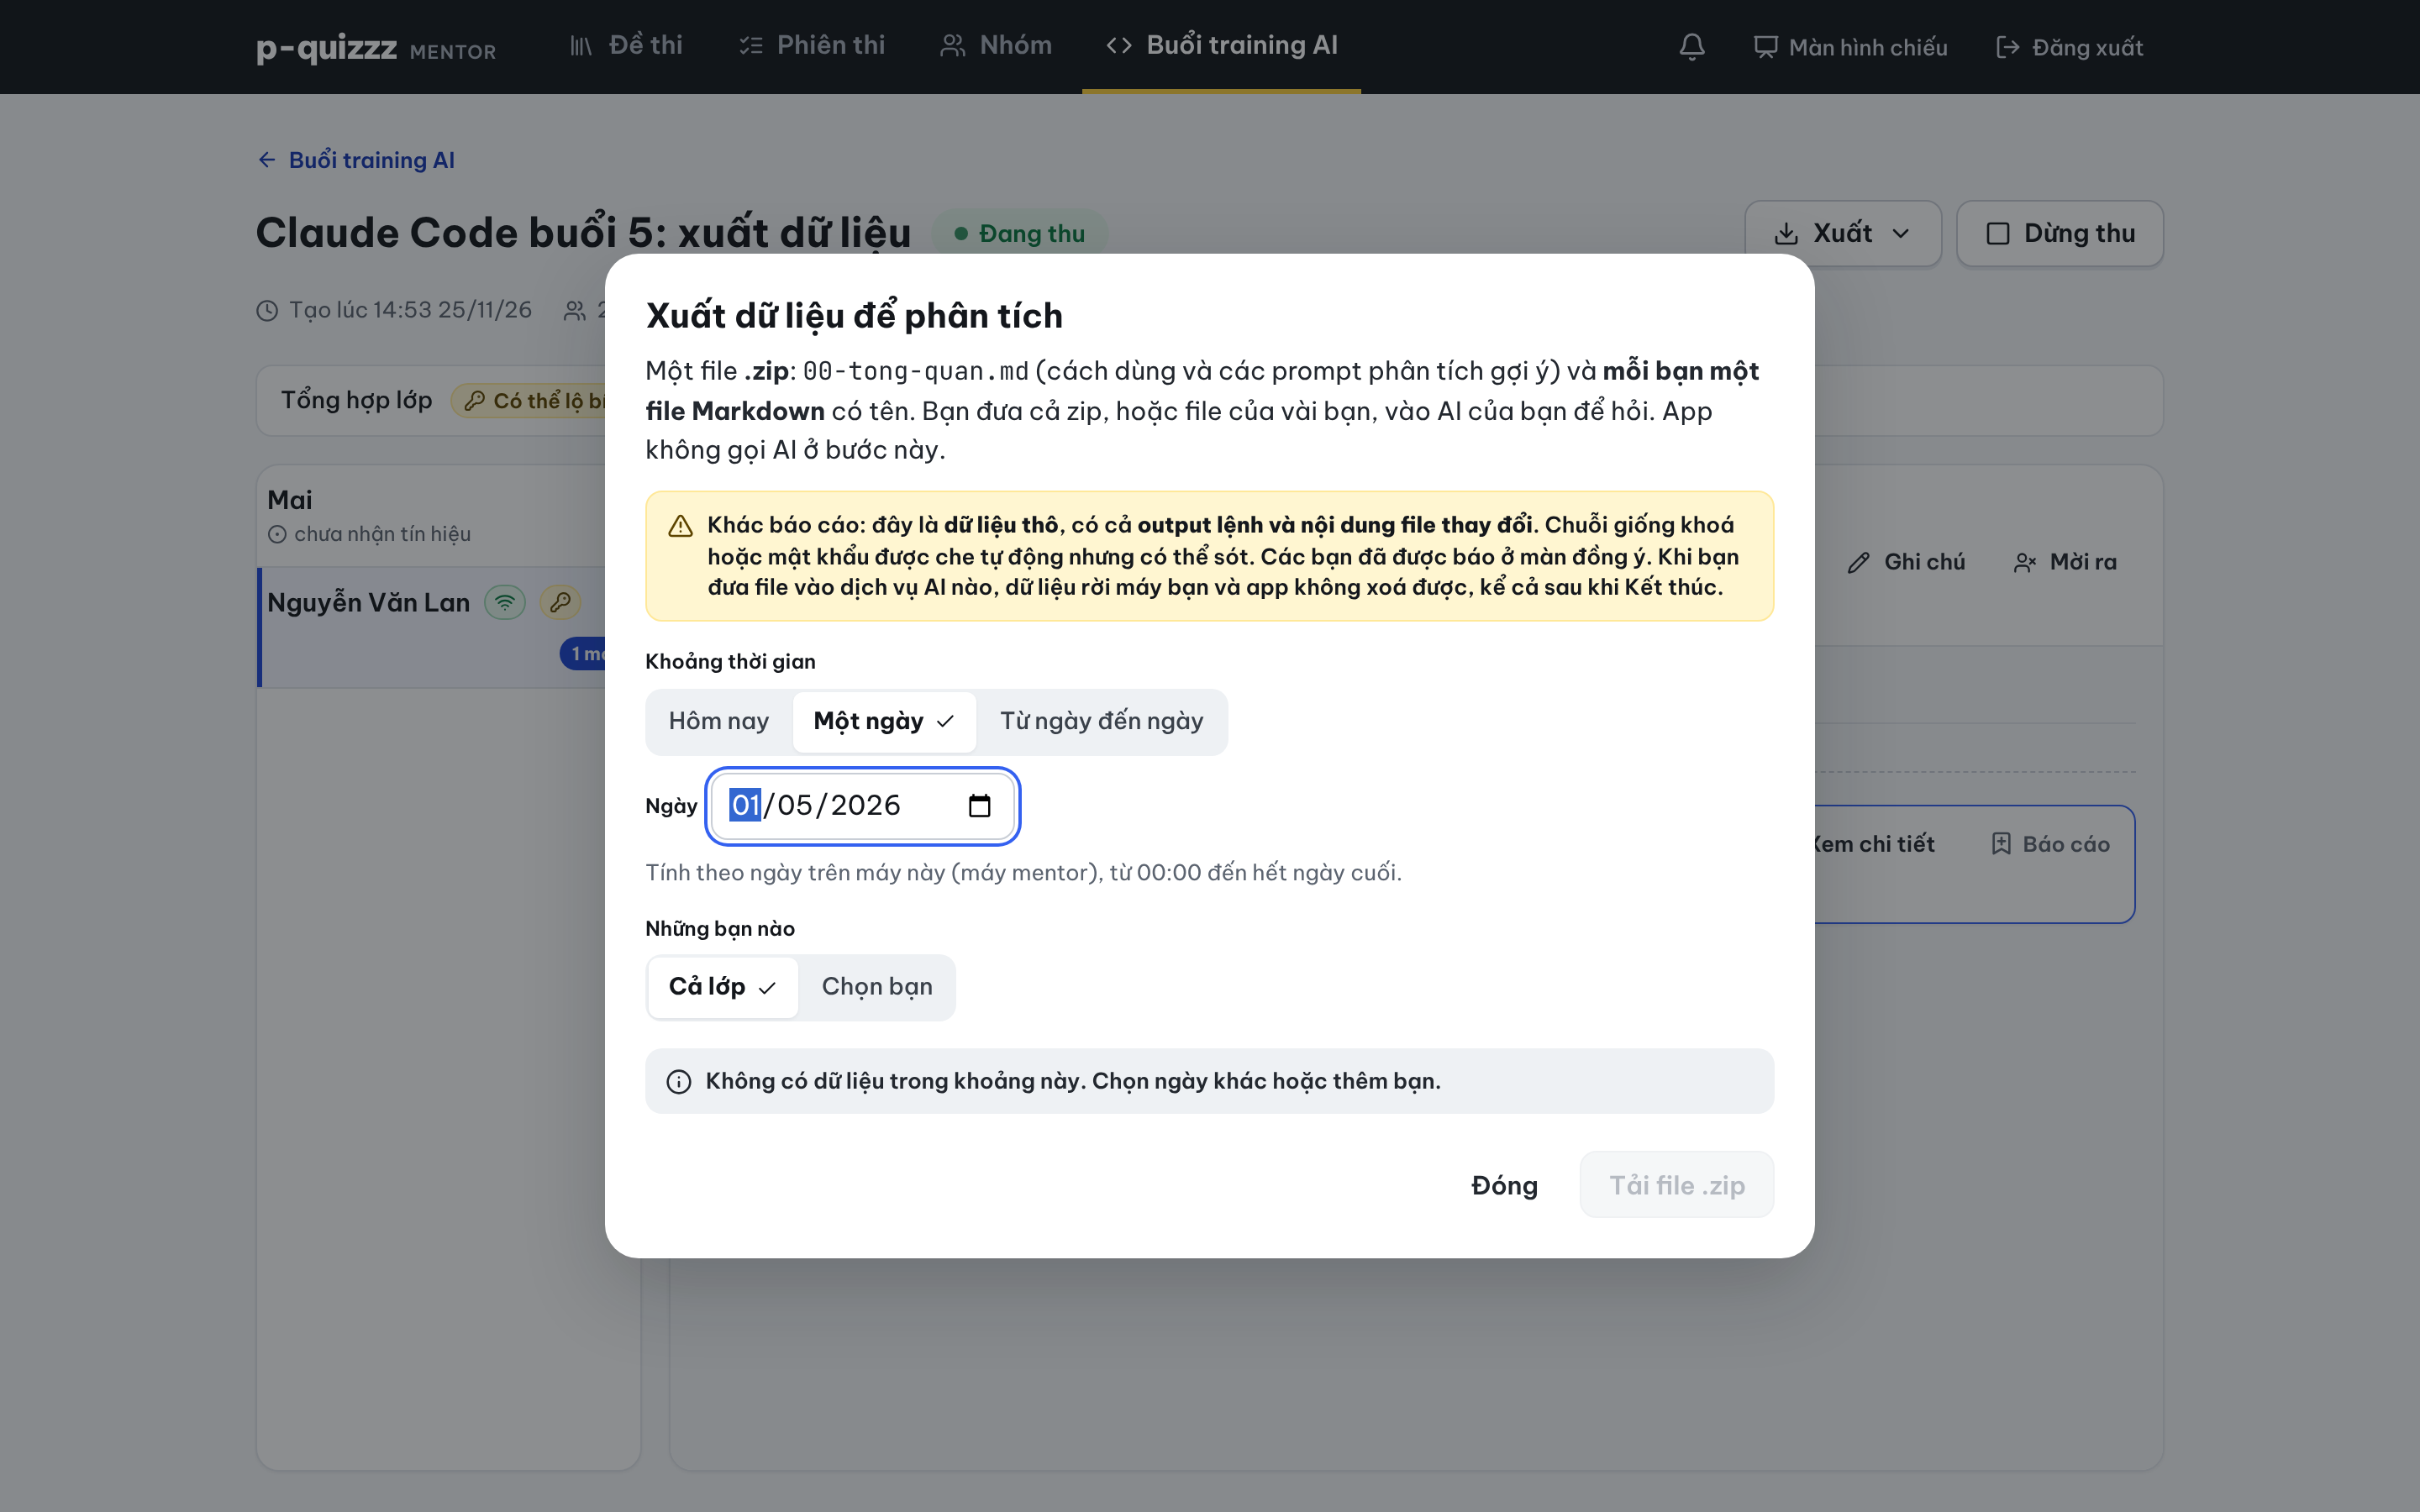 p-quizzz MENTOR
Đề thi
Phiên thi
Nhóm
Buổi training AI
Màn hình chiếu
Đăng xuất
Buổi training AI
Claude Code buổi 5: xuất dữ liệu
Đang thu
Xuất
Dừng thu
Tạo lúc 14:53 25/11/26
Tổng hợp lớp
Có thể lộ
Mai
chưa nhận tín hiệu
Nguyễn Văn Lan
1
Ghi chú
Mời ra
Xem chi tiết
Báo cáo
Xuất dữ liệu để phân tích
Một file .zip: 00-tong-quan.md (cách dùng và các prompt phân tích gợi ý) và mỗi bạn một
file Markdown có tên. Bạn đưa cả zip, hoặc file của vài bạn, vào AI của bạn để hỏi. App
không gọi AI ở bước này.
Khác báo cáo: đây là dữ liệu thô, có cả output lệnh và nội dung file thay đổi. Chuỗi giống khoá
hoặc mật khẩu được che tự động nhưng có thể sót. Các bạn đã được báo ở màn đồng ý. Khi bạn
đưa file vào dịch vụ AI nào, dữ liệu rời máy bạn và app không xoá được, kể cả sau khi Kết thúc.
Khoảng thời gian
Hôm nay
Một ngày
Từ ngày đến ngày
Ngày
01/05/2026
Tính theo ngày trên máy này (máy mentor), từ 00:00 đến hết ngày cuối.
Những bạn nào
Cả lớp
Chọn bạn
Không có dữ liệu trong khoảng này. Chọn ngày khác hoặc thêm bạn.
Đóng
Tải file .zip